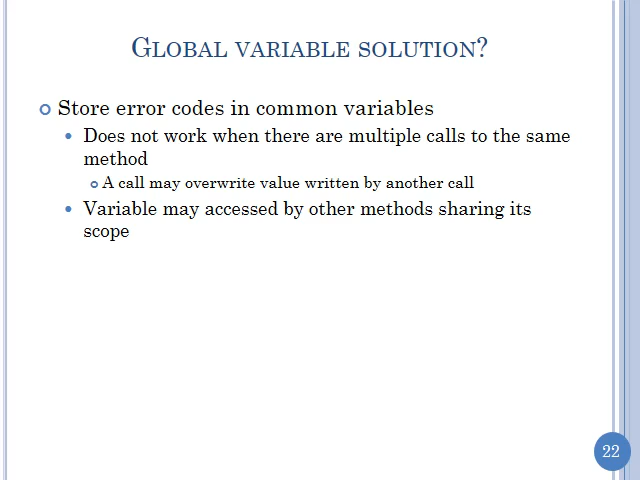 Global variable solution?
Store error codes in common variables
Does not work when there are multiple calls to the same
method
A call may overwrite value written by another call
Variable may accessed by other methods sharing its
scope
22